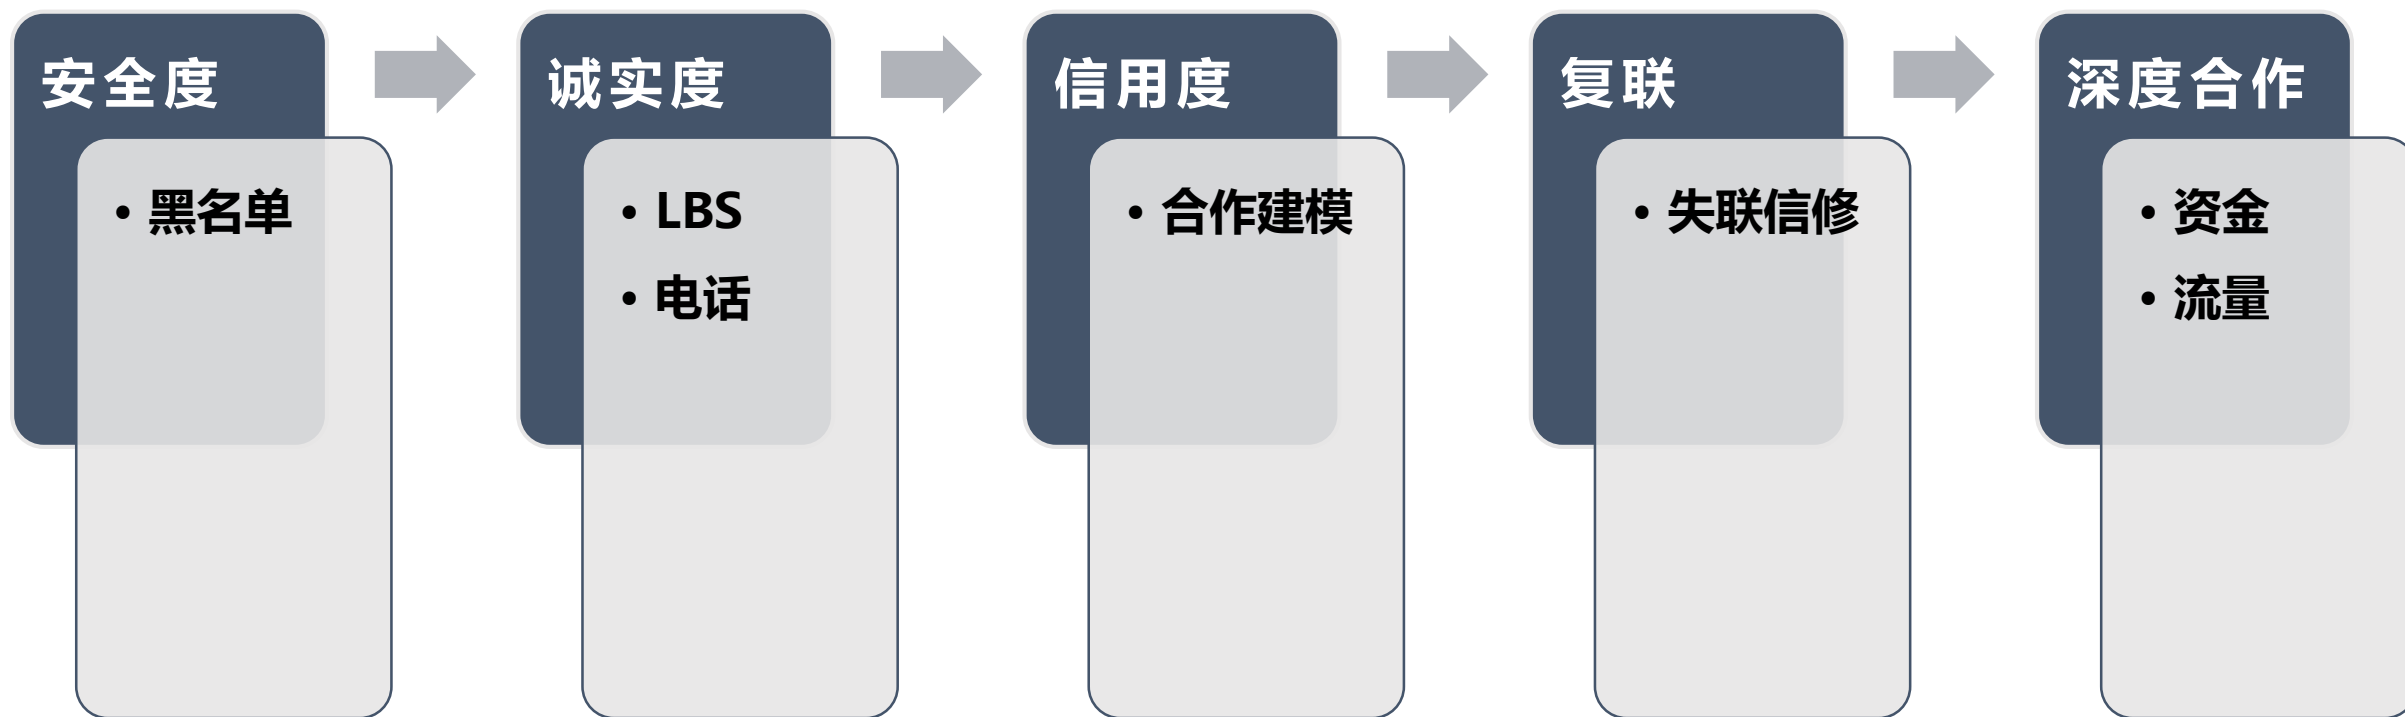 安全度
• 黑名单
诚实度
• LBS
• 电话
信用度
• 合作建模
复联
• 失联信修
深度合作
• 资金
• 流量